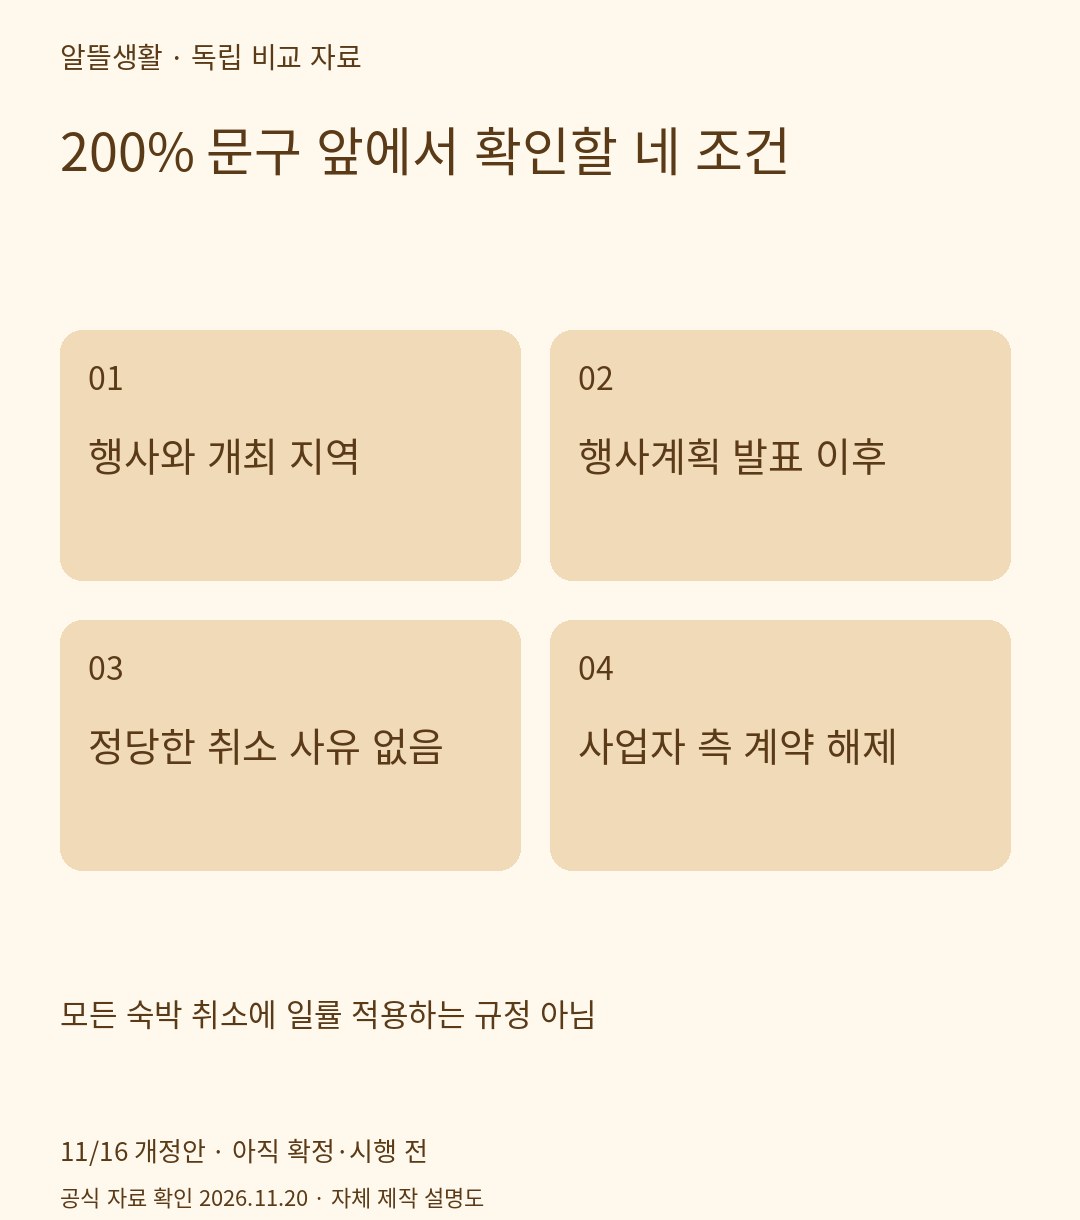 알뜰생활 · 독립 비교 자료
200% 문구 앞에서 확인할 네 조건
01
행사와 개최 지역
02
행사계획 발표 이후
03
정당한 취소 사유 없음
04
사업자 측 계약 해제
모든 숙박 취소에 일률 적용하는 규정 아님
11/16 개정안 · 아직 확정·시행 전
공식 자료 확인 2026.11.20 · 자체 제작 설명도